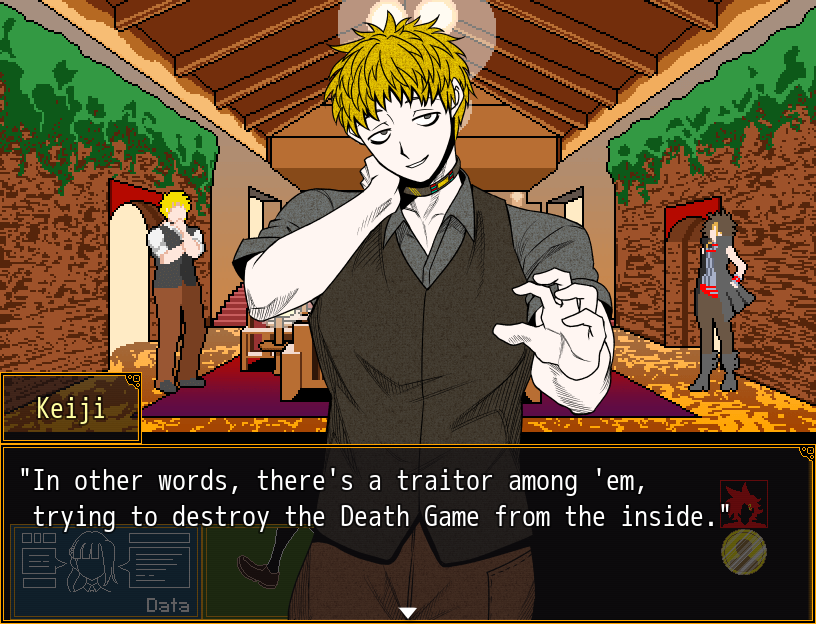 Keiji
"In other words, there's a traitor among 'em,
trying to destroy the Death Game from the inside."
Data